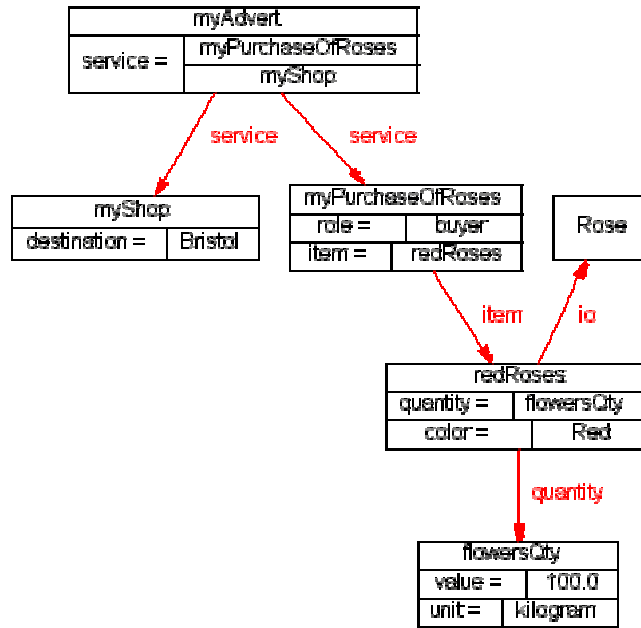 myAdvert
service = myPurchaseOfRoses
myShop
service service
myShop
destination = Bristol
myPurchaseOfRoses
role = buyer
item = redRoses
Rose
item io
redRoses
quantity = flowersQty
color = Red
quantity
flowersQty
value = 100.0
unit = kilogram